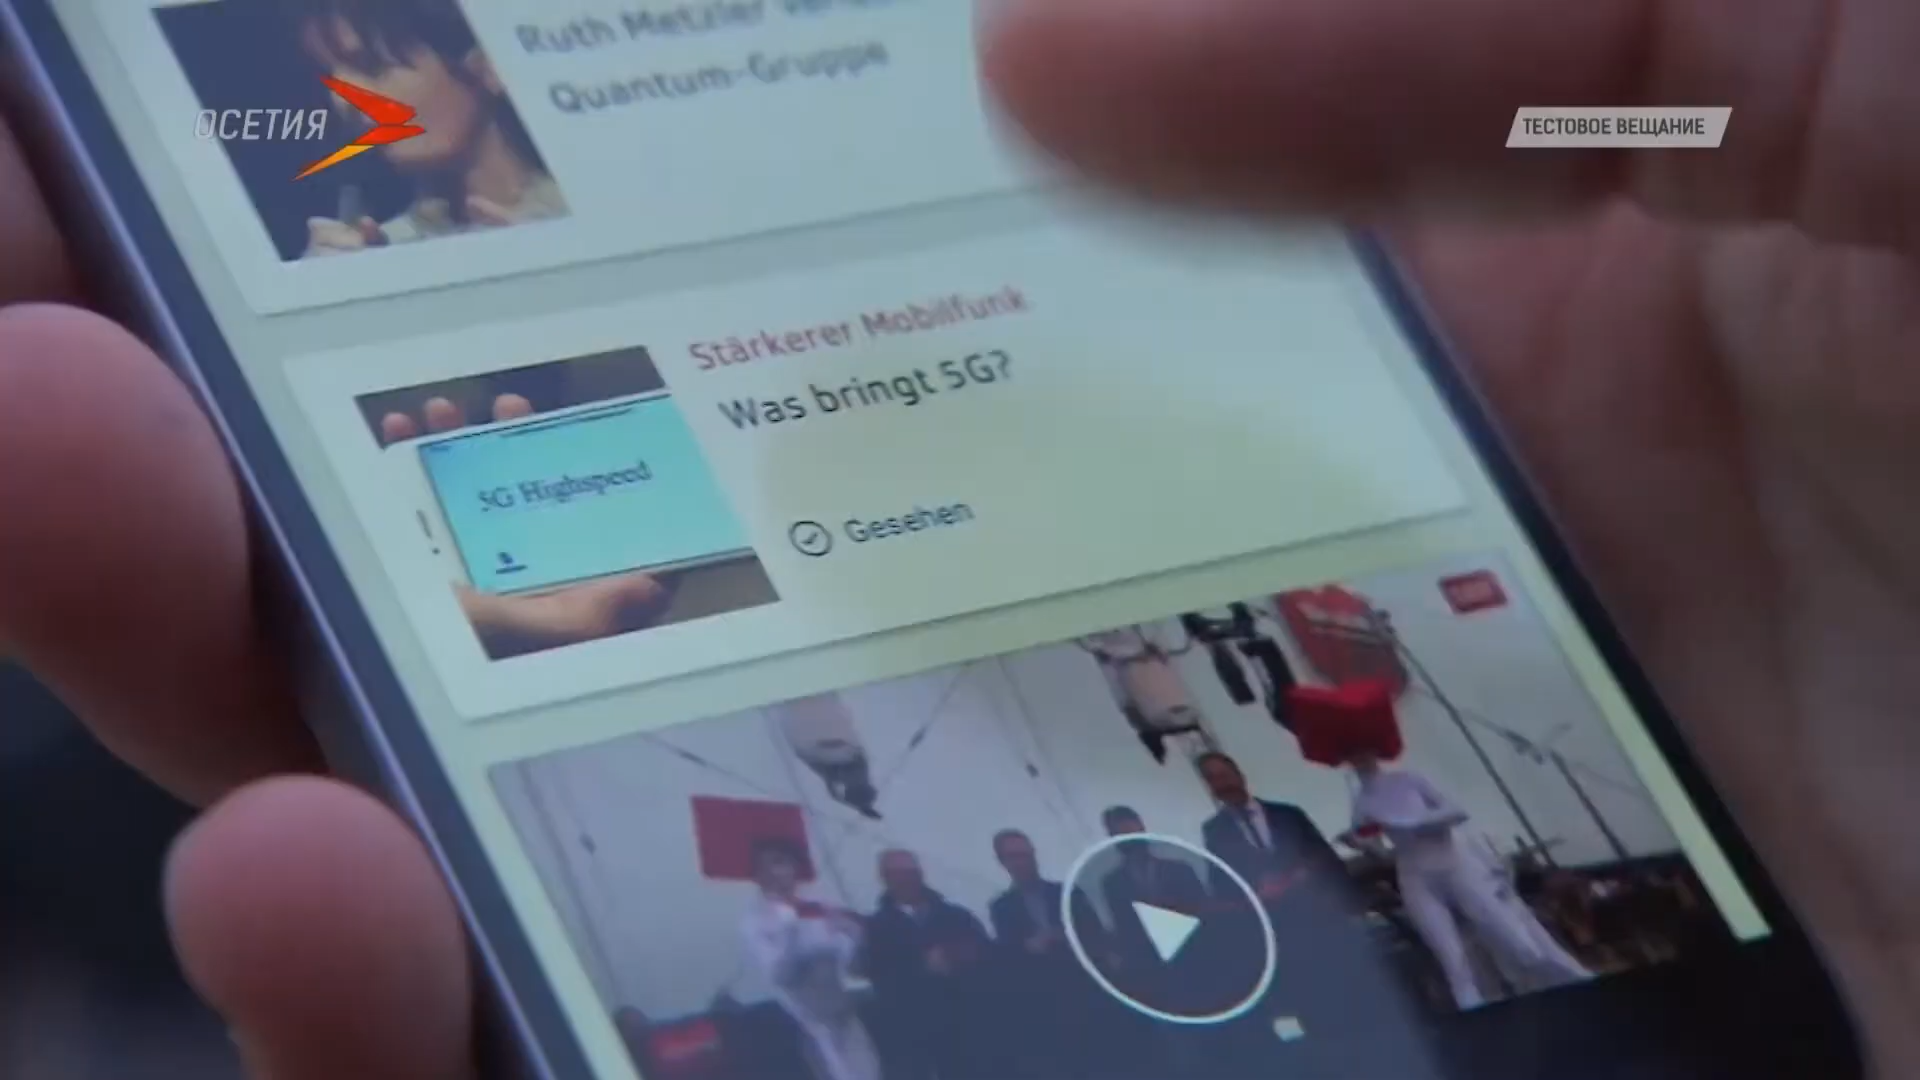 Ruth Metzler
Quantum-Gruppe
ОСЕТИЯ
ТЕСТОВОЕ ВЕЩАНИЕ
Stärkerer Mobilfunk
Was bringt 5G?
5G Highspeed
Gesehen